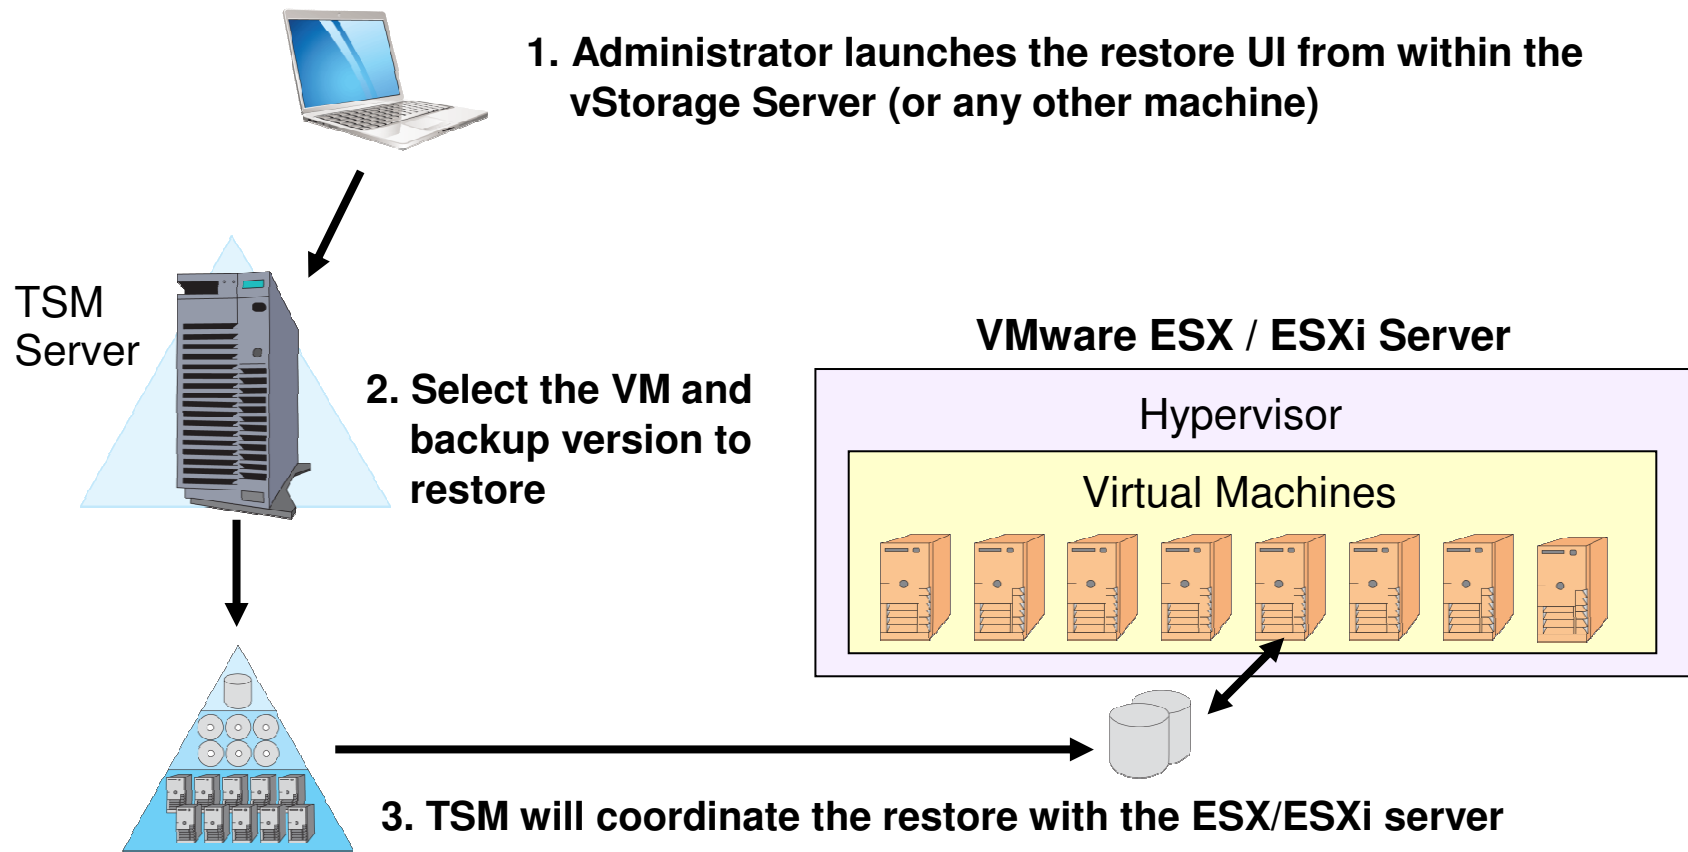 1. Administrator launches the restore UI from within the
vStorage Server (or any other machine)
TSM
Server
2. Select the VM and
backup version to
restore
VMware ESX / ESXi Server
Hypervisor
Virtual Machines
3. TSM will coordinate the restore with the ESX/ESXi server